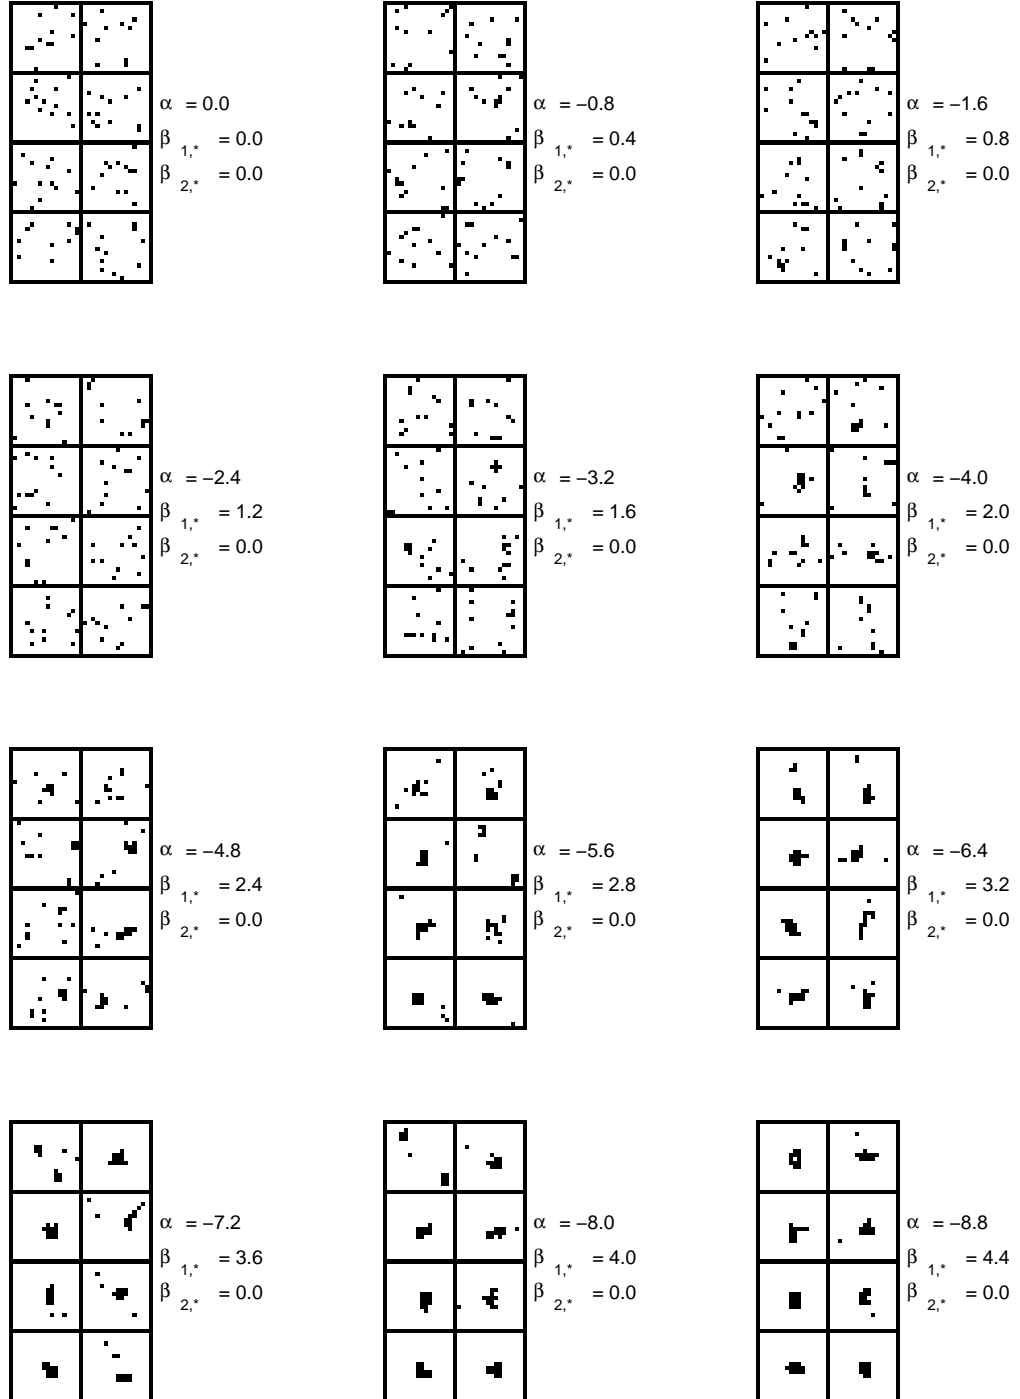 α = 0.0
β 1,* = 0.0
β 2,* = 0.0
α = −0.8
β 1,* = 0.4
β 2,* = 0.0
α = −1.6
β 1,* = 0.8
β 2,* = 0.0
α = −2.4
β 1,* = 1.2
β 2,* = 0.0
α = −3.2
β 1,* = 1.6
β 2,* = 0.0
α = −4.0
β 1,* = 2.0
β 2,* = 0.0
α = −4.8
β 1,* = 2.4
β 2,* = 0.0
α = −5.6
β 1,* = 2.8
β 2,* = 0.0
α = −6.4
β 1,* = 3.2
β 2,* = 0.0
α = −7.2
β 1,* = 3.6
β 2,* = 0.0
α = −8.0
β 1,* = 4.0
β 2,* = 0.0
α = −8.8
β 1,* = 4.4
β 2,* = 0.0